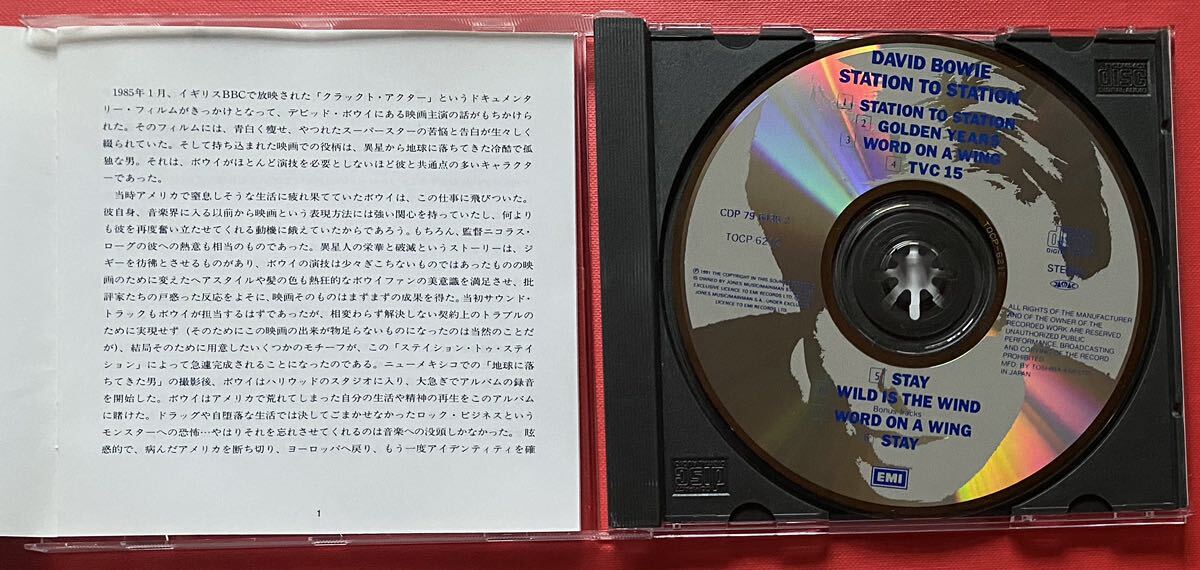 1985年1月、イギリスBBCで放映された「クラックト・アクター」というドキュメンタ
リー・フィルムがきっかけとなって、デビッド・ボウイにある映画主演の話がもちけら
れた。そのフィルムには、青白く痩せ、やつれたスーパースターの苦悩と告白が生々しく
綴られていた。そして持ち込まれた映画での役柄は、異星から地球に落ちてきた冷酷で孤
独な男。それは、ボウイがほとんど演技を必要としないほど彼と共通点の多いキャラクタ
ーであった。
当時アメリカで窒息しそうな生活に疲れ果てていたボウイは、この仕事に飛びついた。
彼自身、音楽界に入る以前から映画という表現方法には強い関心を持っていたし、何より
も彼を再度奮い立たせてくれる動機に餓えていたからであろう。もちろん、監督ニコラス・
ローグの彼への熱意も相当のものであった。異星人の栄華と破滅というストーリーは、ジ
ギーを彷彿とさせるものがあり、ボウイの演技は少々ぎこちないものではあったものの映画
のために変えたヘアスタイルや髪の色も熱狂的なボウイファンの美意識を満足させ、批
評家たちの戸惑った反応をよそに、映画そのものはまずまずの成果を得た。当初サウンド・
トラックもボウイが担当するはずであったが、相変わらず解決しない契約上のトラブルの
ために実現せず(そのためにこの映画の出来が物足らないものになったのは当然のことだ
が)、結局そのために用意したいくつかのモチーフが、この「ステイション・トゥ・ステイ
ション」によって急遽完成されることになったのである。ニューメキシコでの「地球に落
ちてきた男」の撮影後、ボウイはハリウッドのスタジオに入り、大急ぎでアルバムの録音
を開始した。ボウイはアメリカで荒れてしまった自分の生活や精神の再生をこのアルバム
に賭けた。ドラッグや自堕落な生活では決してごまかせなかったロック・ビジネスという
モンスターへの恐怖…やはりそれを忘れさせてくれるのは音楽への没頭しかなかった。眩
惑的で、病んだアメリカを断ち切り、ヨーロッパへ戻り、もう一度アイデンティティを確
1
DAVID BOWIE
STATION TO STATION
1 STATION TO STATION
2 GOLDEN YEARS
3 WORD ON A WING
4 TVC 15
CDP 79
TOCP-6212
STEREO
ALL RIGHTS OF THE MANUFACTURER
AND OF THE OWNER OF THE
RECORDED WORK ARE RESERVED
UNAUTHORIZED PUBLIC
PERFORMANCE, BROADCASTING
AND COPYING OF THE RECORD
PROHIBITED
MFD. BY TOSHIBA-EMI LTD.
IN JAPAN
5 STAY
WILD IS THE WIND
Bonus Tracks
WORD ON A WING
STAY
EMI